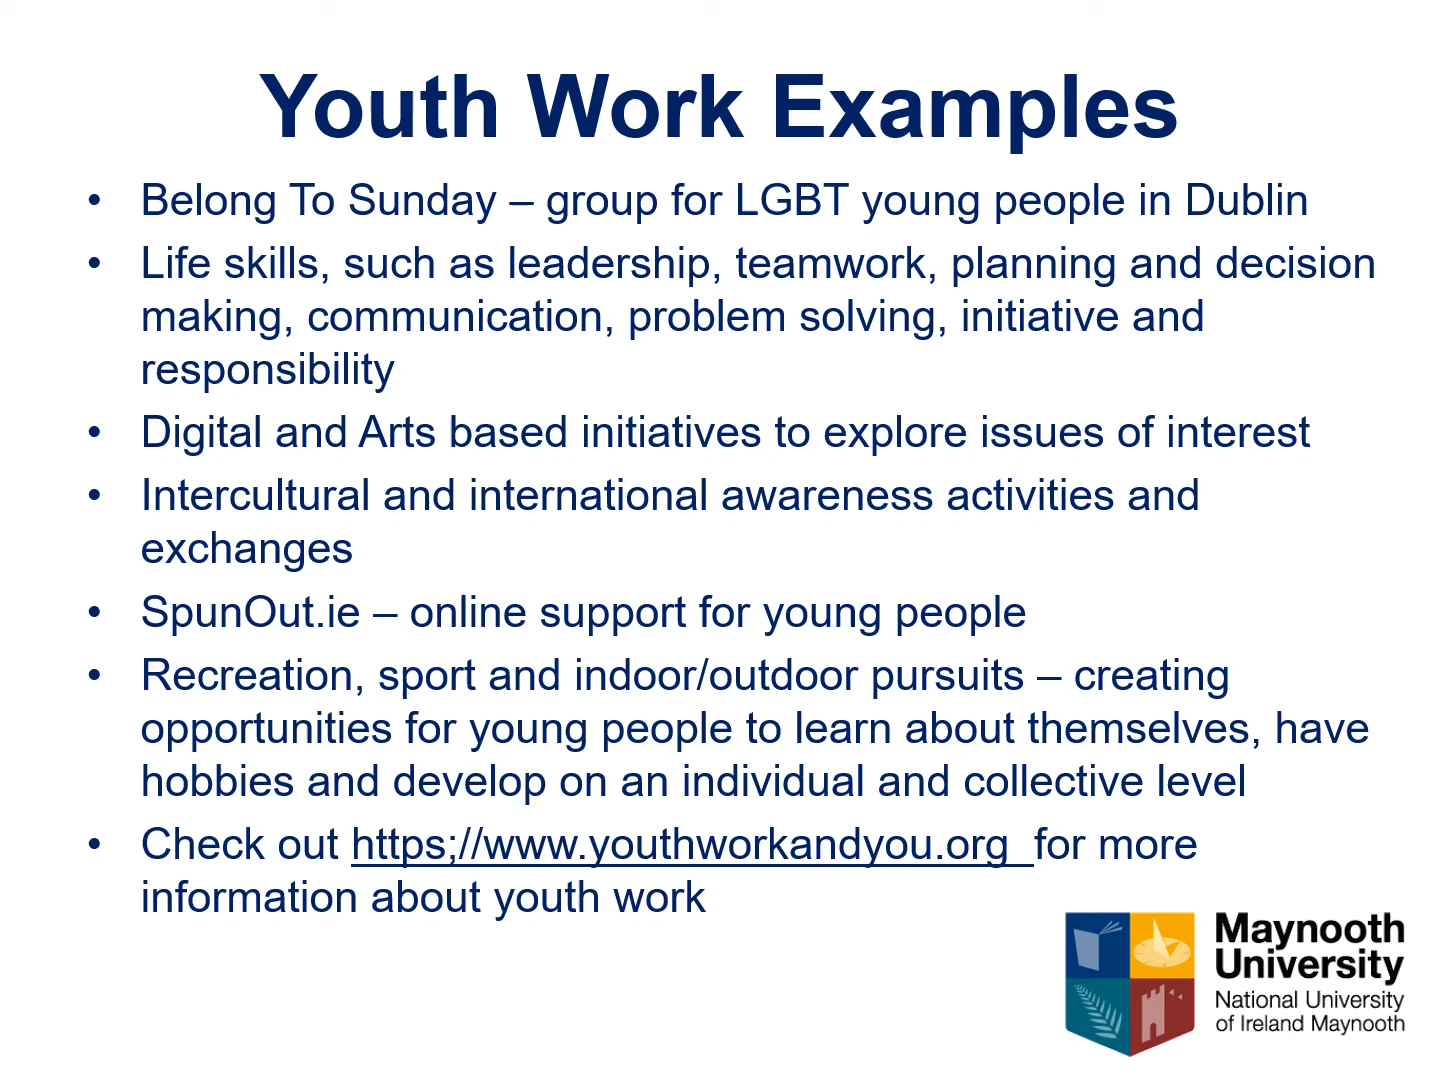 Youth Work Examples
• Belong To Sunday – group for LGBT young people in Dublin
• Life skills, such as leadership, teamwork, planning and decision
making, communication, problem solving, initiative and
responsibility
• Digital and Arts based initiatives to explore issues of interest
• Intercultural and international awareness activities and
exchanges
• SpunOut.ie – online support for young people
• Recreation, sport and indoor/outdoor pursuits – creating
opportunities for young people to learn about themselves, have
hobbies and develop on an individual and collective level
• Check out https;//www.youthworkandyou.org for more
information about youth work
Maynooth
University
National University
of Ireland Maynooth